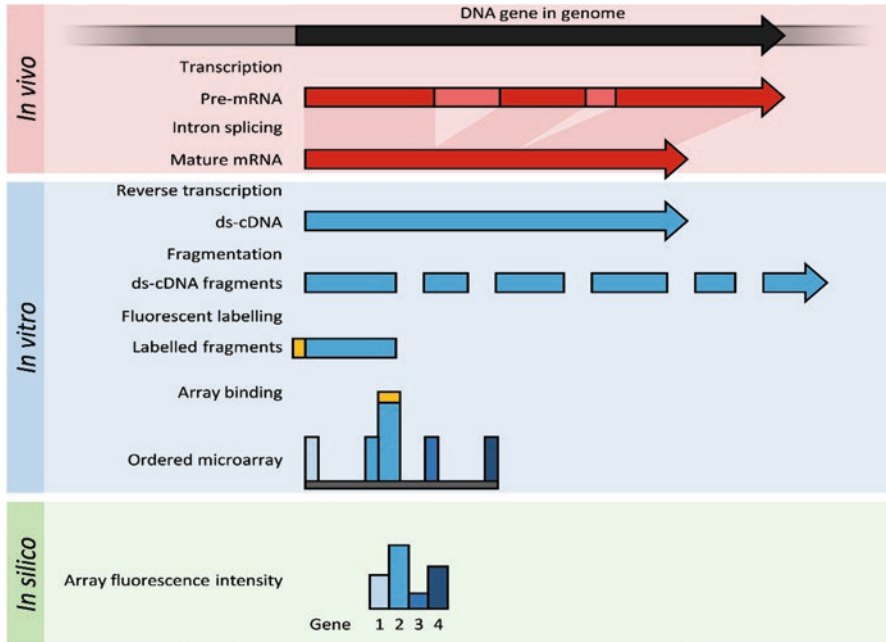 In vivo
DNA gene in genome
Transcription
Pre-mRNA
Intron splicing
Mature mRNA
In vitro
Reverse transcription
ds-cDNA
Fragmentation
ds-cDNA fragments
Fluorescent labelling
Labelled fragments
Array binding
Ordered microarray
In silico
Array fluorescence intensity
Gene 1 2 3 4